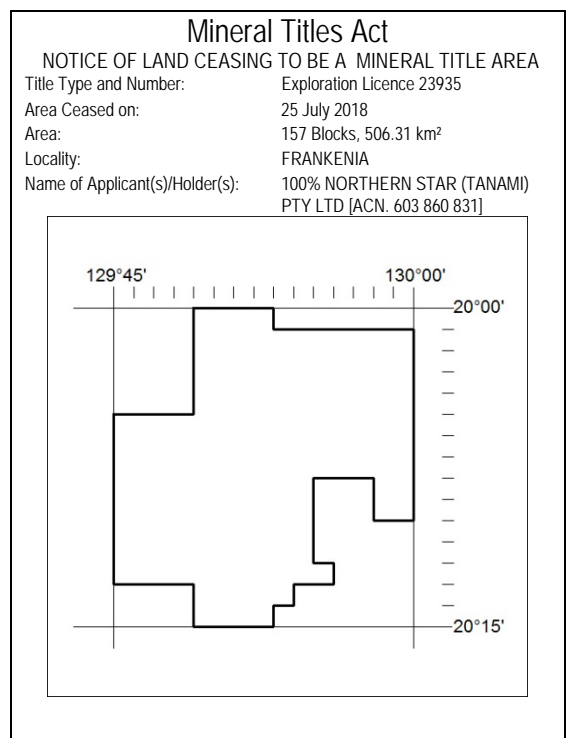 Mineral Titles Act
NOTICE OF LAND CEASING TO BE A MINERAL TITLE AREA
Title Type and Number: Exploration Licence 23935
Area Ceased on: 25 July 2018
Area: 157 Blocks, 506.31 km²
Locality: FRANKENIA
Name of Applicant(s)/Holder(s): 100% NORTHERN STAR (TANAMI)
PTY LTD [ACN. 603 860 831]
129°45' 130°00'
20°00'
20°15'